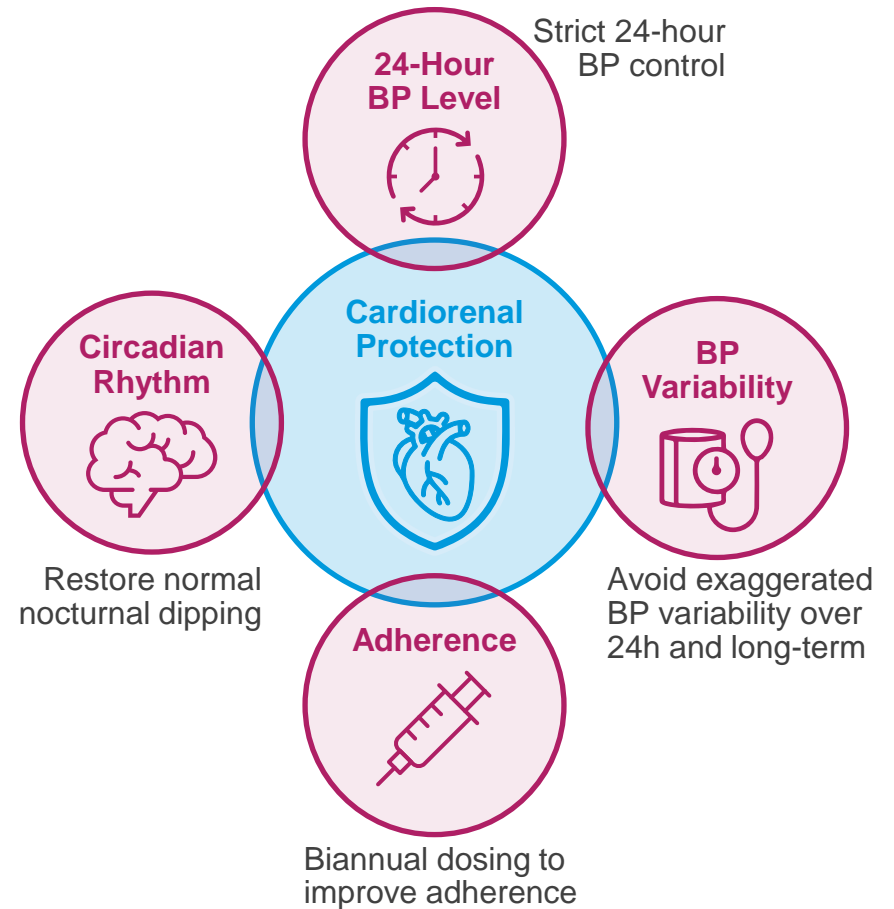 Strict 24-hour
BP control
24-Hour
BP Level
Cardiorenal
Protection
Circadian
Rhythm
BP
Variability
Restore normal
nocturnal dipping
Avoid exaggerated
BP variability over
24h and long-term
Adherence
Biannual dosing to
improve adherence